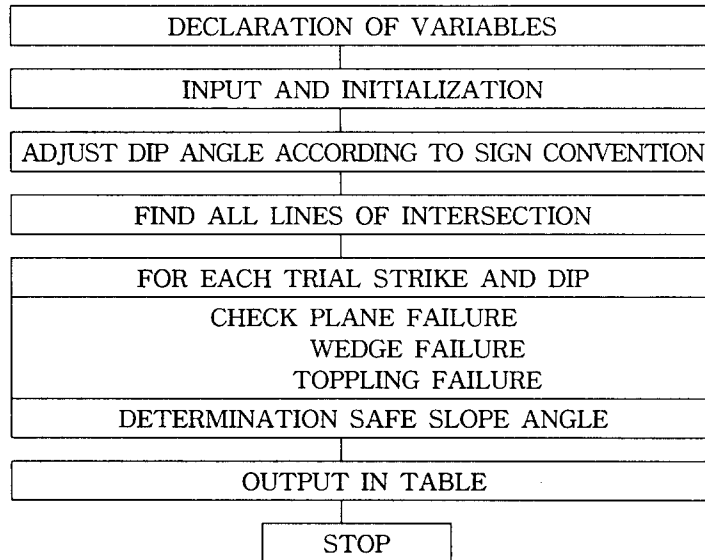 DECLARATION OF VARIABLES
INPUT AND INITIALIZATION
ADJUST DIP ANGLE ACCORDING TO SIGN CONVENTION
FIND ALL LINES OF INTERSECTION
FOR EACH TRIAL STRIKE AND DIP
CHECK PLANE FAILURE
WEDGE FAILURE
TOPPLING FAILURE
DETERMINATION SAFE SLOPE ANGLE
OUTPUT IN TABLE
STOP